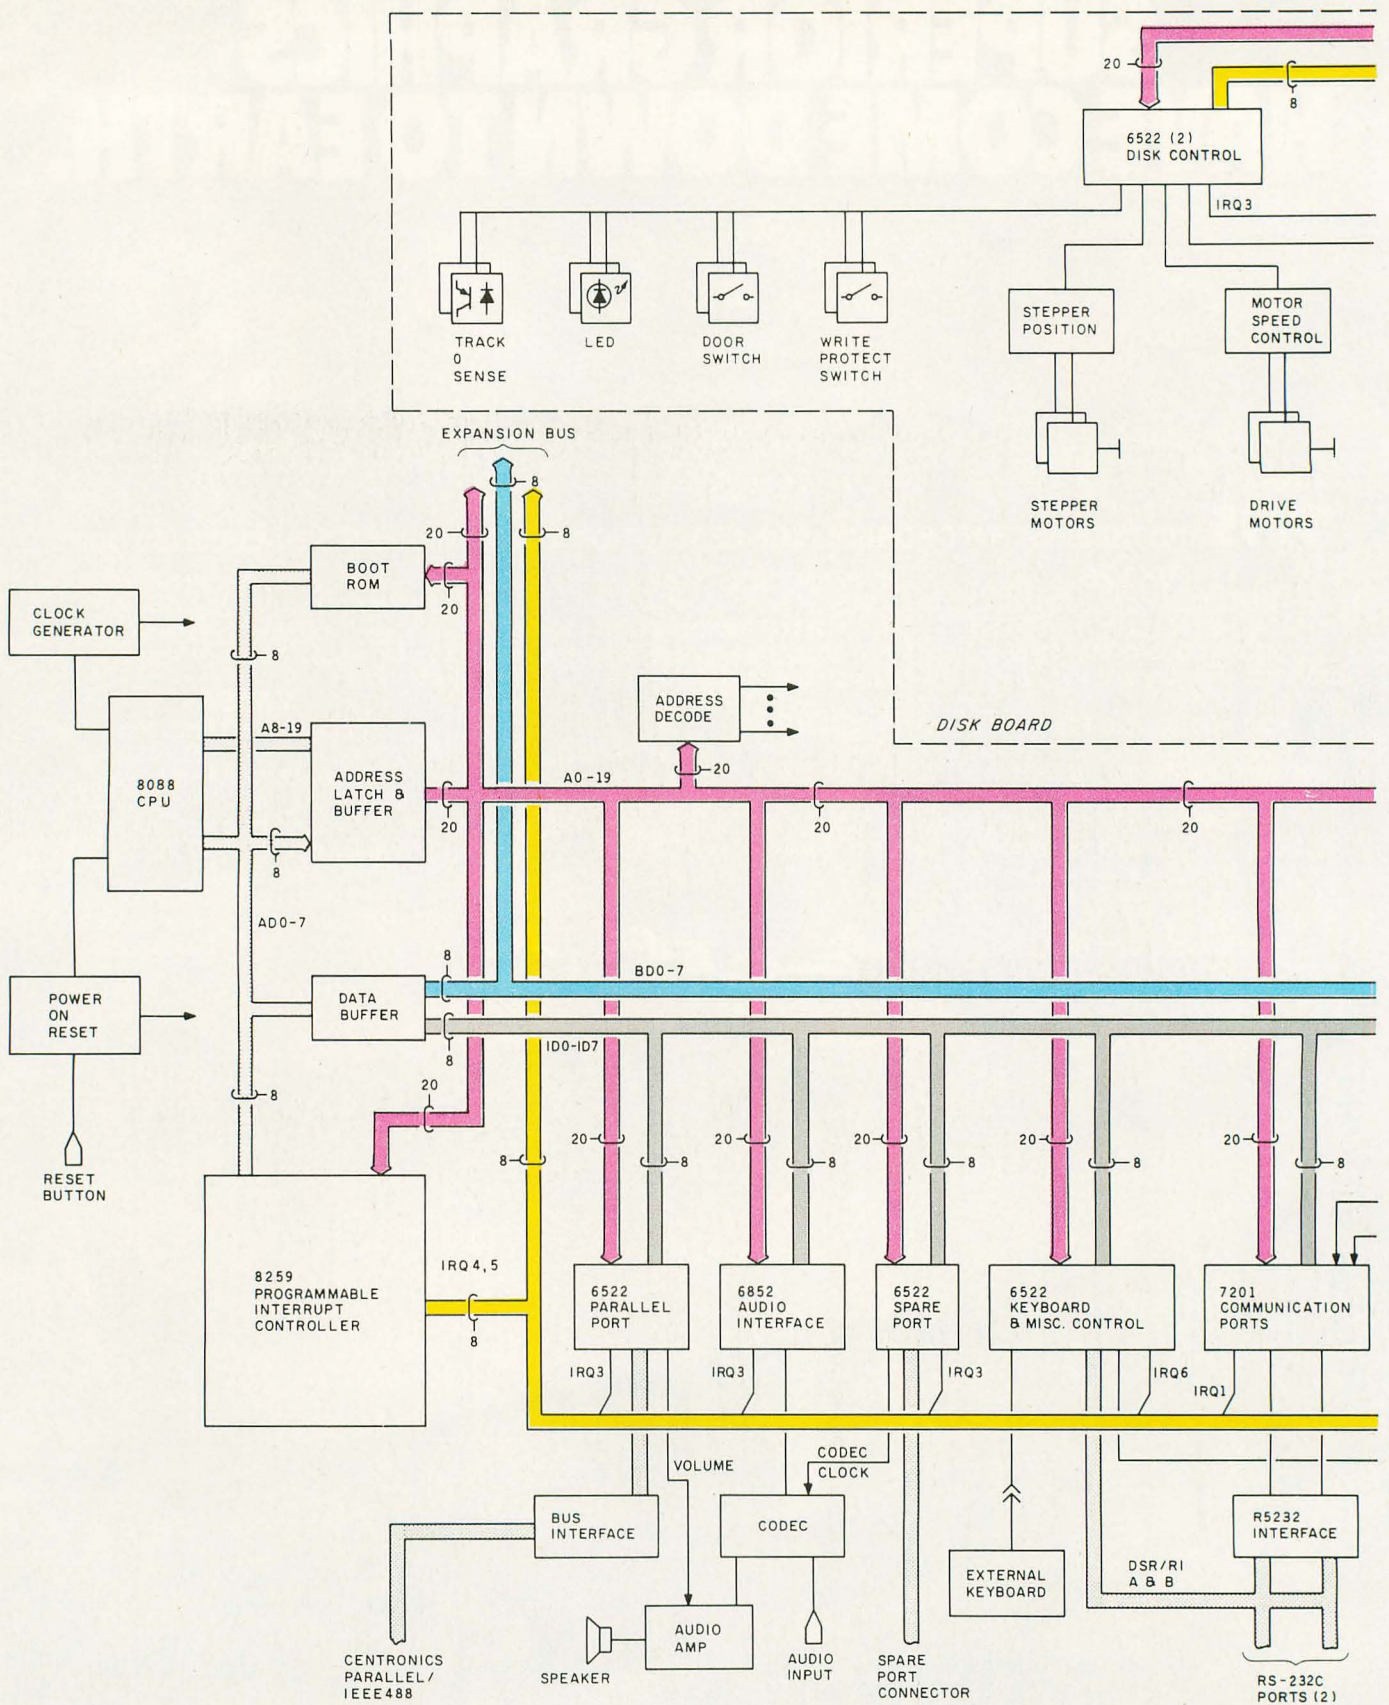 20
8
6522 (2)
DISK CONTROL
IRQ3
TRACK
0
SENSE
LED
DOOR
SWITCH
WRITE
PROTECT
SWITCH
STEPPER
POSITION
MOTOR
SPEED
CONTROL
STEPPER
MOTORS
DRIVE
MOTORS
EXPANSION BUS
8
20
8
BOOT
ROM
20
CLOCK
GENERATOR
8
A8-19
8088
CPU
ADDRESS
LATCH &
BUFFER
20
8
ADDRESS
DECODE
20
A0-19
20
20
DISK BOARD
AD0-7
POWER
ON
RESET
DATA
BUFFER
8
BD0-7
8
ID0-ID7
8
20
RESET
BUTTON
8
20
8
20
8
20
8
20
8
20
8
8259
PROGRAMMABLE
INTERRUPT
CONTROLLER
IRQ4,5
8
6522
PARALLEL
PORT
6852
AUDIO
INTERFACE
6522
SPARE
PORT
6522
KEYBOARD
& MISC. CONTROL
7201
COMMUNICATION
PORTS
IRQ3
IRQ3
IRQ3
IRQ6
IRQ1
VOLUME
CODEC
CLOCK
BUS
INTERFACE
CODEC
R5232
INTERFACE
EXTERNAL
KEYBOARD
DSR/RI
A & B
AUDIO
AMP
CENTRONICS
PARALLEL/
IEEE488
SPEAKER
AUDIO
INPUT
SPARE
PORT
CONNECTOR
RS-232C
PORTS (2)